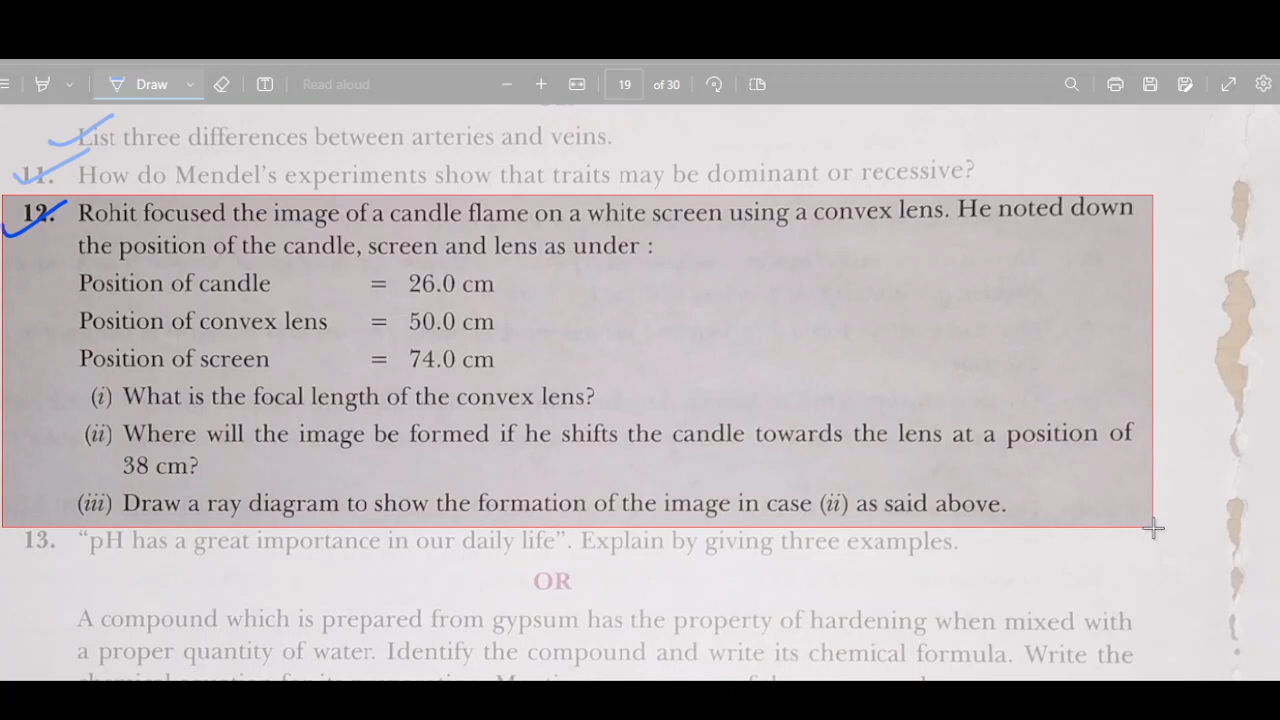 Draw
Read aloud
19 of 30
List three differences between arteries and veins.
11. How do Mendel's experiments show that traits may be dominant or recessive?
12. Rohit focused the image of a candle flame on a white screen using a convex lens. He noted down
the position of the candle, screen and lens as under :
Position of candle = 26.0 cm
Position of convex lens = 50.0 cm
Position of screen = 74.0 cm
(i) What is the focal length of the convex lens?
(ii) Where will the image be formed if he shifts the candle towards the lens at a position of
38 cm?
(iii) Draw a ray diagram to show the formation of the image in case (ii) as said above.
13. “pH has a great importance in our daily life”. Explain by giving three examples.
OR
A compound which is prepared from gypsum has the property of hardening when mixed with
a proper quantity of water. Identify the compound and write its chemical formula. Write the